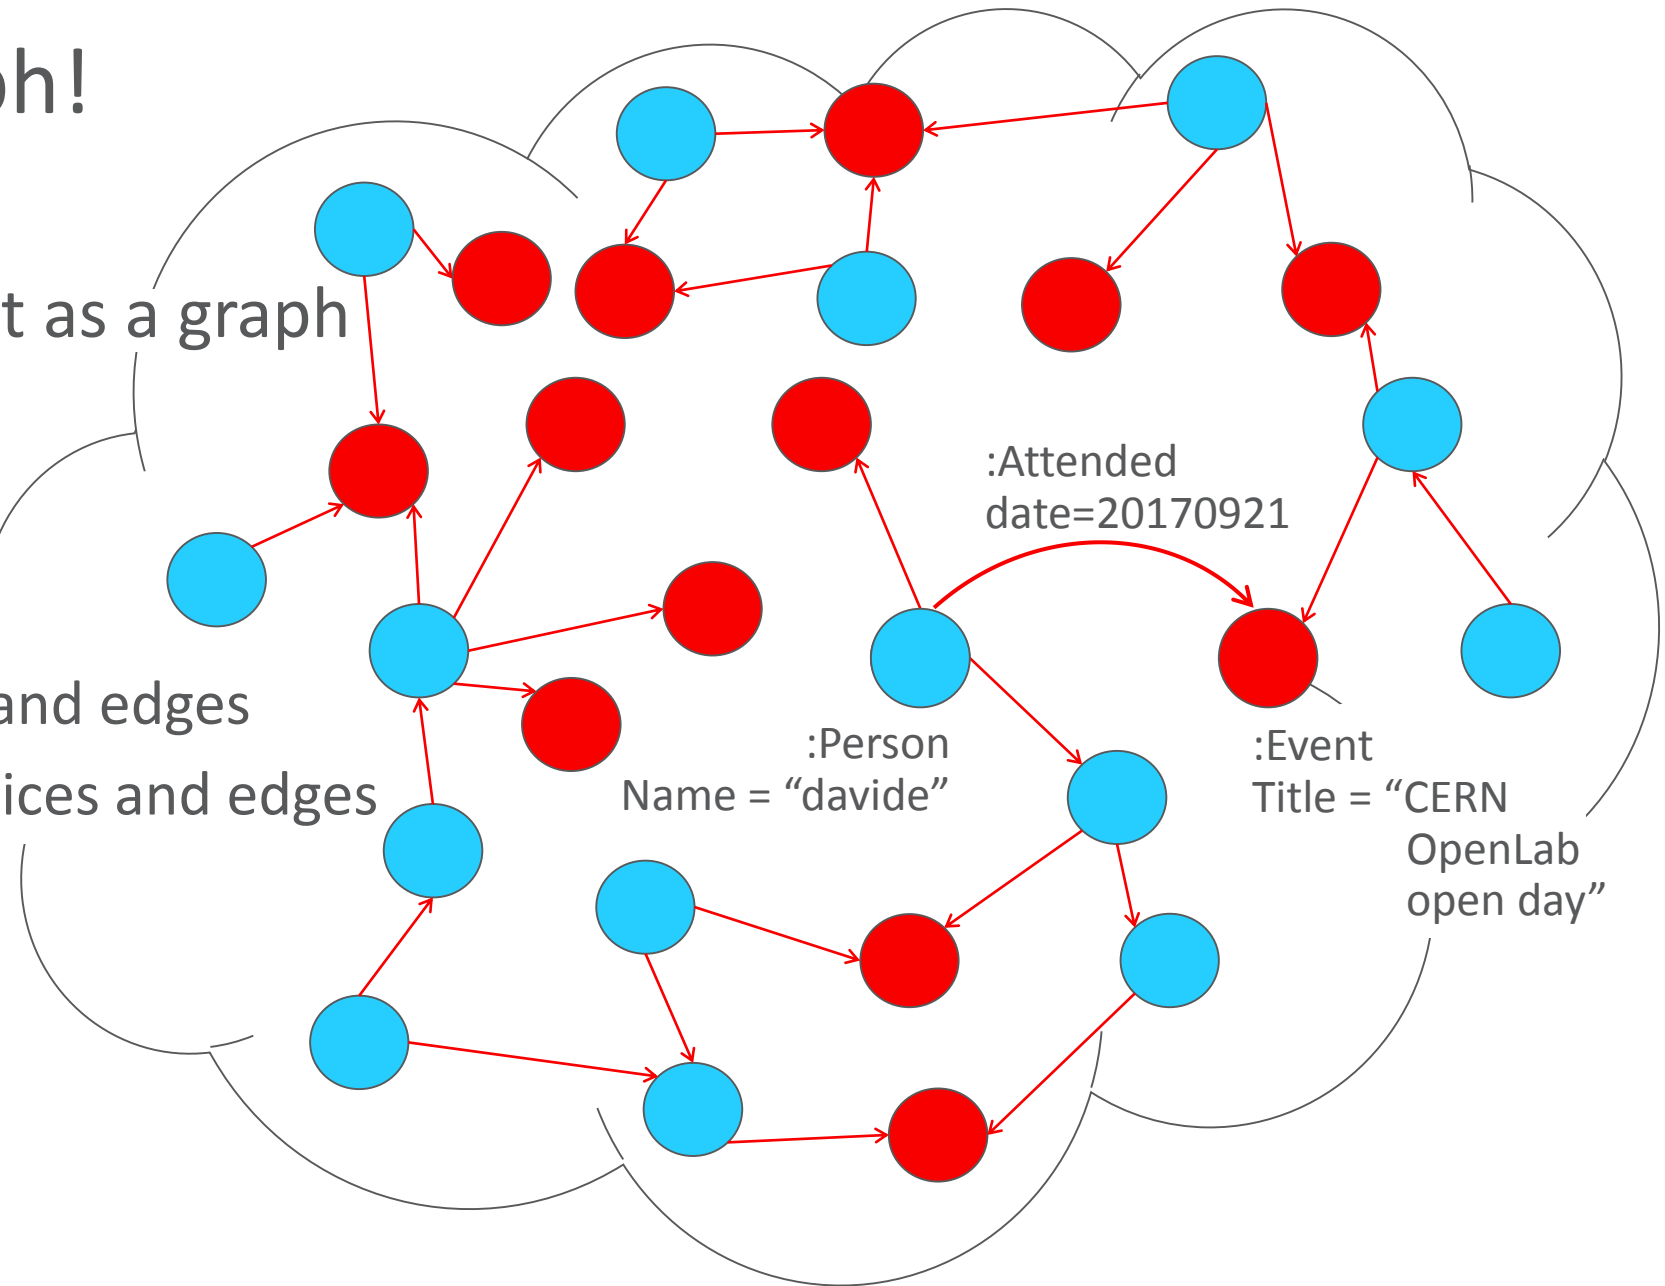 ph!
t as a graph
:Attended
date=20170921
and edges
:Person
Name = “davide”
ices and edges
:Event
Title = “CERN
OpenLab
open day”